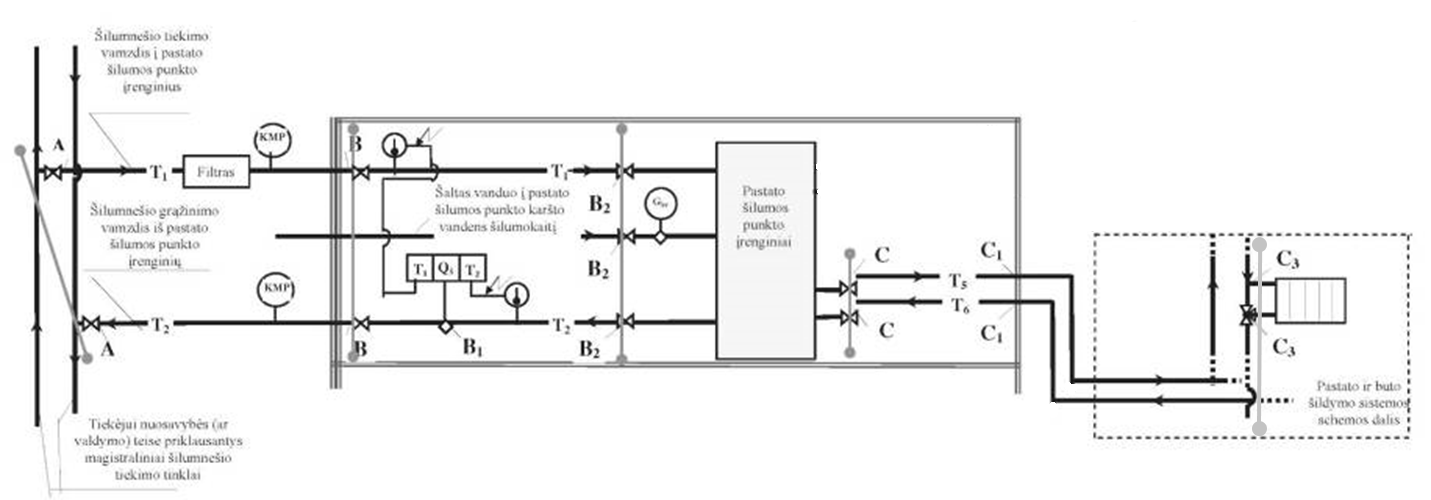 Šilumnešio tiekimo
vamzdis į pastato
šilumos punkto
įrenginius
A
T₁
Filtras
KMP
B
T₁
B₂
Šilumnešio grąžinimo
vamzdis iš pastato
šilumos punkto
įrenginių
Šaltas vanduo į pastato
šilumos punkto karšto
vandens šilumokaitį
B₂
Pastato
šilumos
punkto
įrenginiai
T₁ Q₃ T₂
KMP
T₂
A
B
B₁
T₂
B₂
C
C
T₅
T₆
C₁
C₁
C₃
C₃
Pastato ir buto
šildymo sistemos
schemos dalis
Tiekėjui nuosavybės (ar
valdymo) teise priklausantys
magistraliniai šilumnešio
tiekimo tinklai